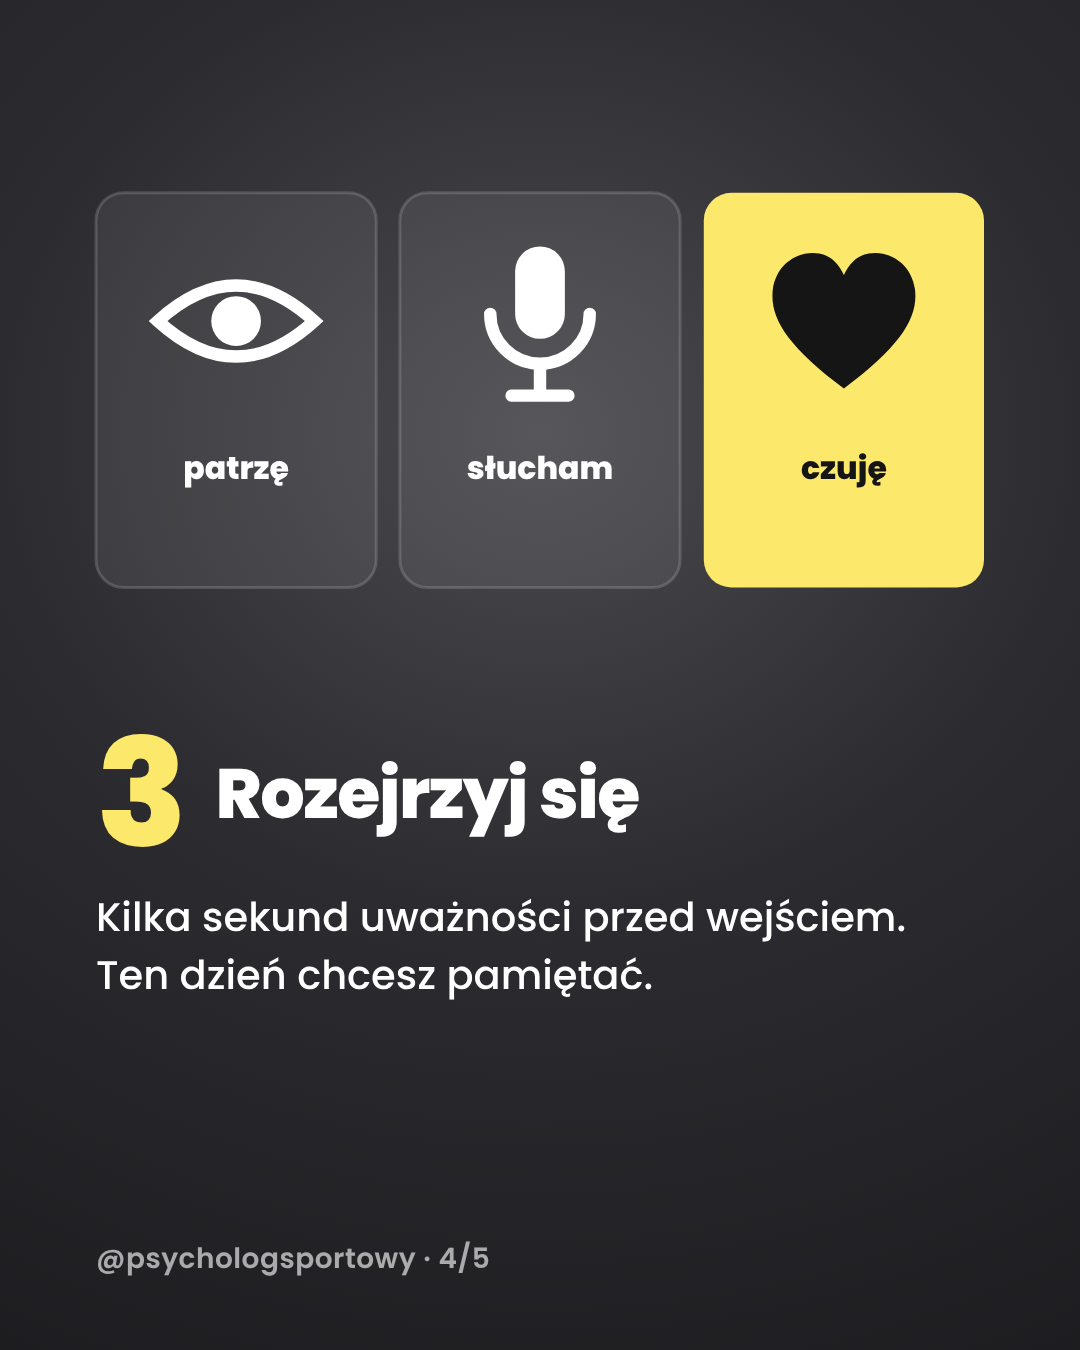 patrzę
słucham
czuję
3 Rozejrzyj się
Kilka sekund uważności przed wejściem.
Ten dzień chcesz pamiętać.
@psychologsportowy · 4/5